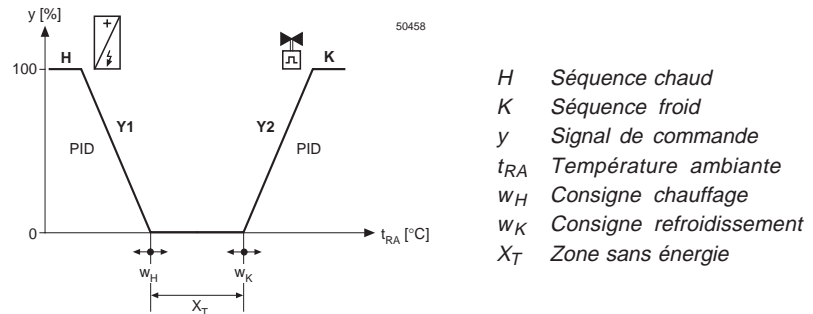 y [%]
50458
H
K
100
Y1
Y2
PID
PID
0
t_RA [°C]
w_H
w_K
X_T
H Séquence chaud
K Séquence froid
y Signal de commande
t_RA Température ambiante
w_H Consigne chauffage
w_K Consigne refroidissement
X_T Zone sans énergie